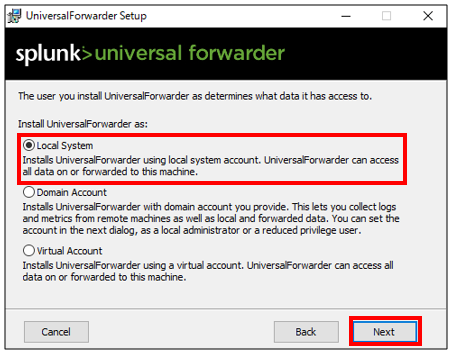 UniversalForwarder Setup
splunk>universal forwarder
The user you install UniversalForwarder as determines what data it has access to.
Install UniversalForwarder as:
Local System
Installs UniversalForwarder using local system account. UniversalForwarder can access
all data on or forwarded to this machine.
Domain Account
Installs UniversalForwarder with domain account you provide. This lets you collect logs
and metrics from remote machines as well as local and forwarded data. You can set the
account in the next dialog, as a local administrator or a reduced privilege user.
Virtual Account
Installs UniversalForwarder using a virtual account. UniversalForwarder can access all
data on or forwarded to this machine.
Cancel
Back
Next